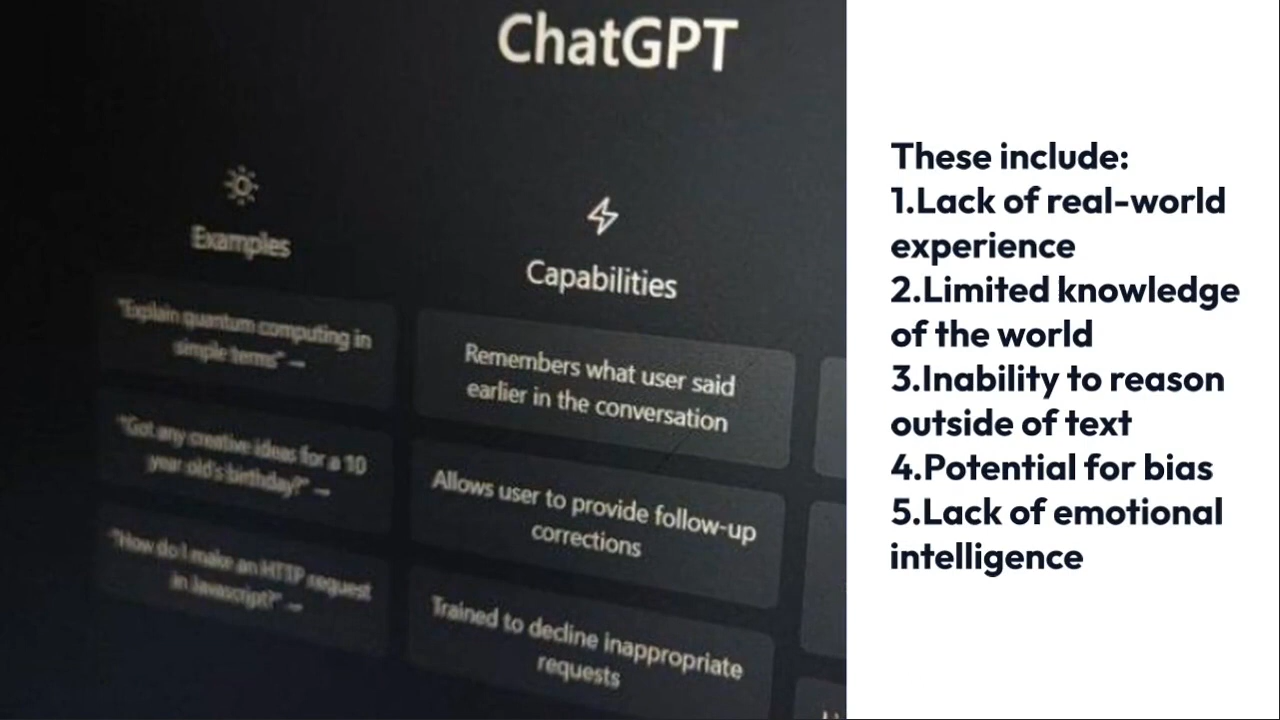 ChatGPT
Examples
"Explain quantum computing in
simple terms" →
"Got any creative ideas for a 10
year old's birthday?" →
"How do I make an HTTP request
in Javascript?" →
Capabilities
Remembers what user said
earlier in the conversation
Allows user to provide follow-up
corrections
Trained to decline inappropriate
requests
These include:
1.Lack of real-world
experience
2.Limited knowledge
of the world
3.Inability to reason
outside of text
4.Potential for bias
5.Lack of emotional
intelligence